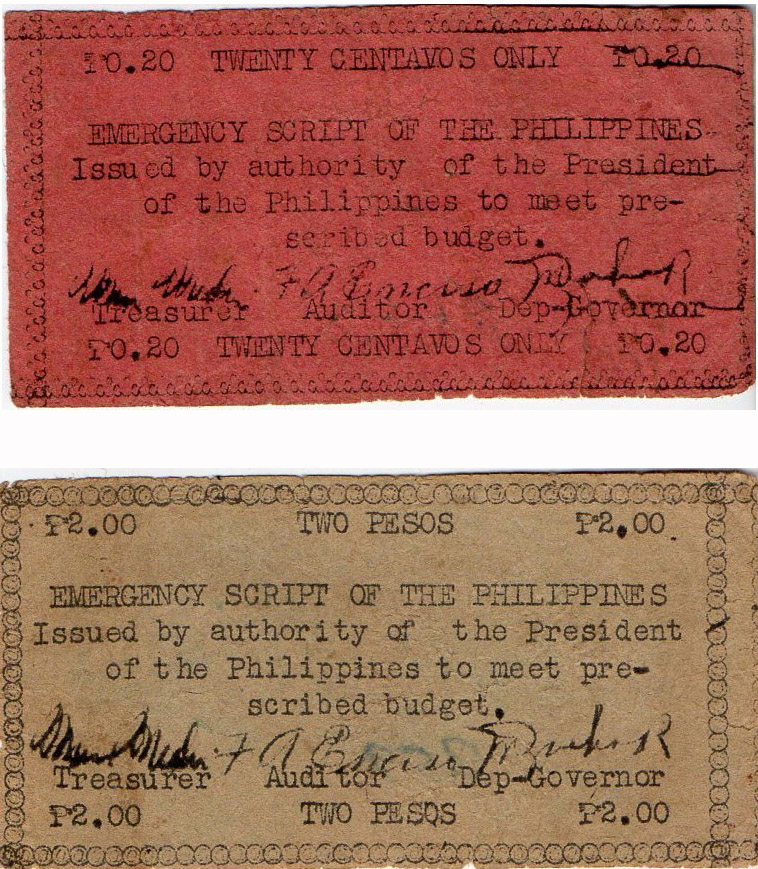 ₱0.20 TWENTY CENTAVOS ONLY ₱0.20
EMERGENCY SCRIPT OF THE PHILIPPINES
Issued by authority of the President
of the Philippines to meet pre-
scribed budget.
F A
Treasurer Auditor Dep-Governor
₱0.20 TWENTY CENTAVOS ONLY ₱0.20
₱2.00 TWO PESOS ₱2.00
EMERGENCY SCRIPT OF THE PHILIPPINES
Issued by authority of the President
of the Philippines to meet pre-
scribed budget.
F A
Treasurer Auditor Dep-Governor
₱2.00 TWO PESOS ₱2.00